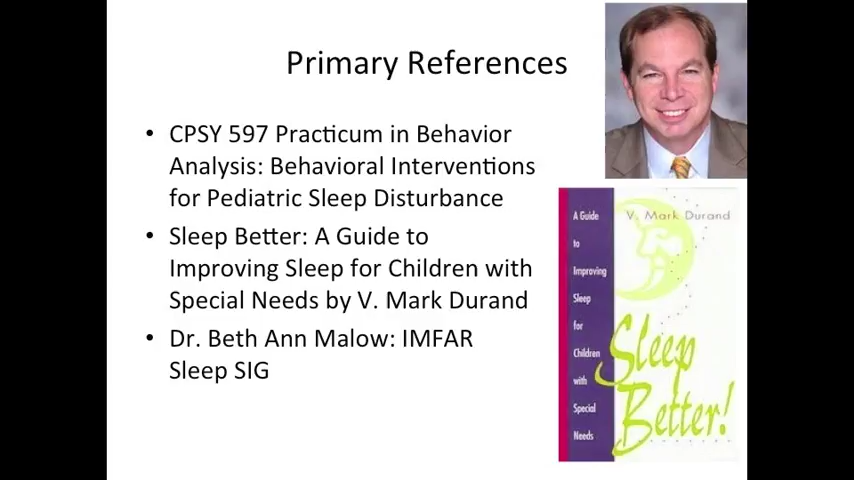 Primary References
• CPSY 597 Practicum in Behavior
Analysis: Behavioral Interventions
for Pediatric Sleep Disturbance
• Sleep Better: A Guide to
Improving Sleep for Children with
Special Needs by V. Mark Durand
• Dr. Beth Ann Malow: IMFAR
Sleep SIG
A Guide
to
Improving
Sleep
for
Children
with
Special
Needs
V. Mark Durand
Sleep
Better!